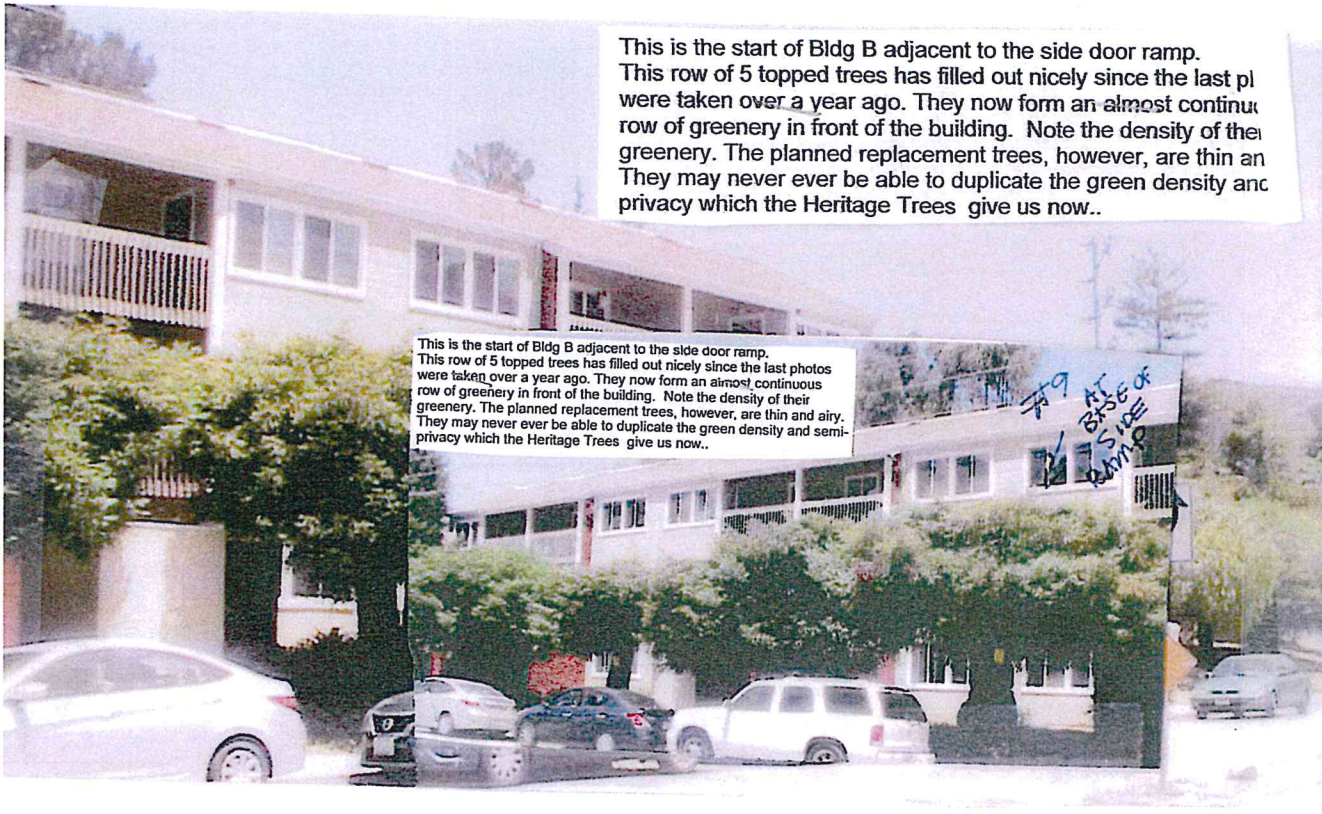 This is the start of Bldg B adjacent to the side door ramp.
This row of 5 topped trees has filled out nicely since the last pl
were taken over a year ago. They now form an almost continu
row of greenery in front of the building. Note the density of thei
greenery. The planned replacement trees, however, are thin an
They may never ever be able to duplicate the green density and
privacy which the Heritage Trees give us now..
This is the start of Bldg B adjacent to the side door ramp.
This row of 5 topped trees has filled out nicely since the last photos
were taken over a year ago. They now form an almost continuous
row of greenery in front of the building. Note the density of their
greenery. The planned replacement trees, however, are thin and airy.
They may never ever be able to duplicate the green density and semi-
privacy which the Heritage Trees give us now..
#9 AT
BASE OF
SIDE
RAMP